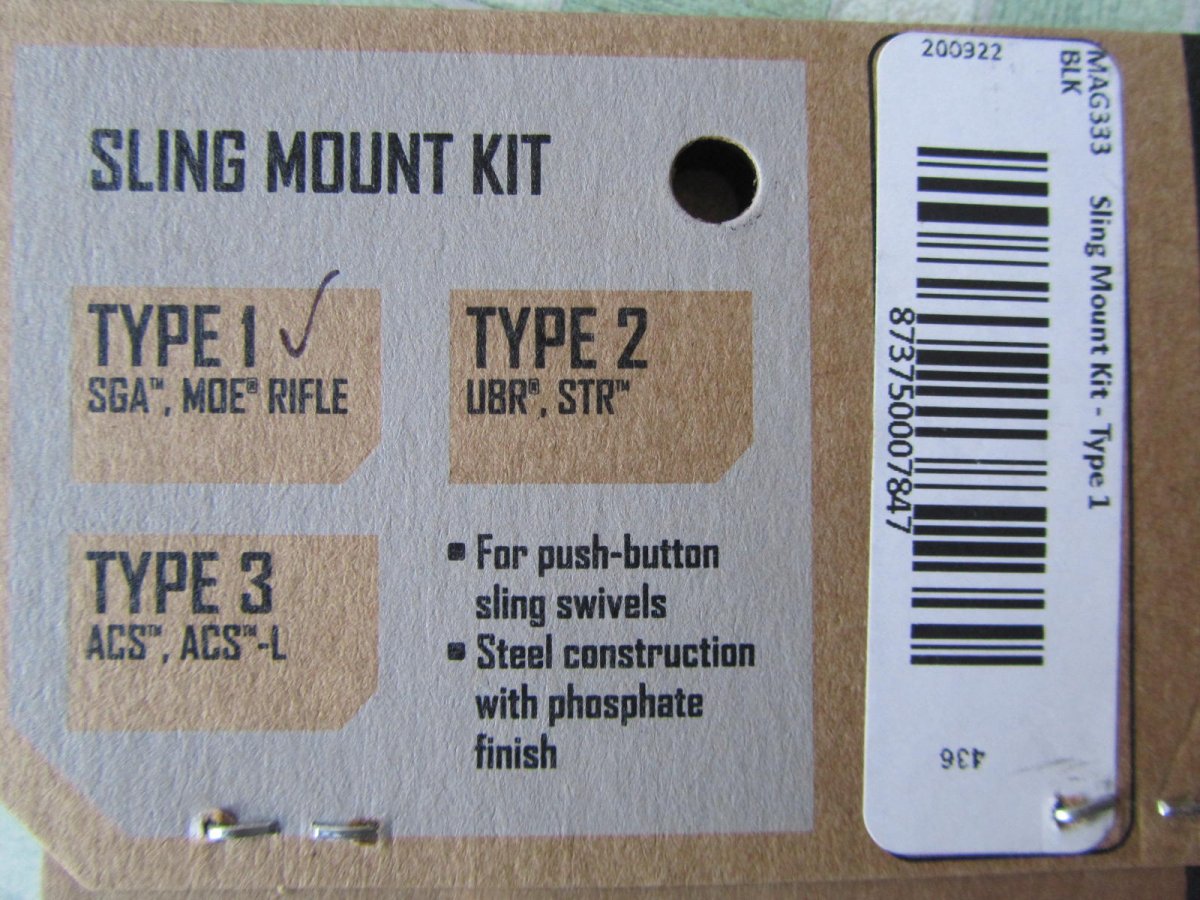 SLING MOUNT KIT
TYPE 1 ✓
SGA™, MOE® RIFLE
TYPE 2
UBR®, STR™
TYPE 3
ACS™, ACS™-L
▪ For push-button
sling swivels
▪ Steel construction
with phosphate
finish
200322
MAG333 Sling Mount Kit - Type 1
BLK
873750007847
436